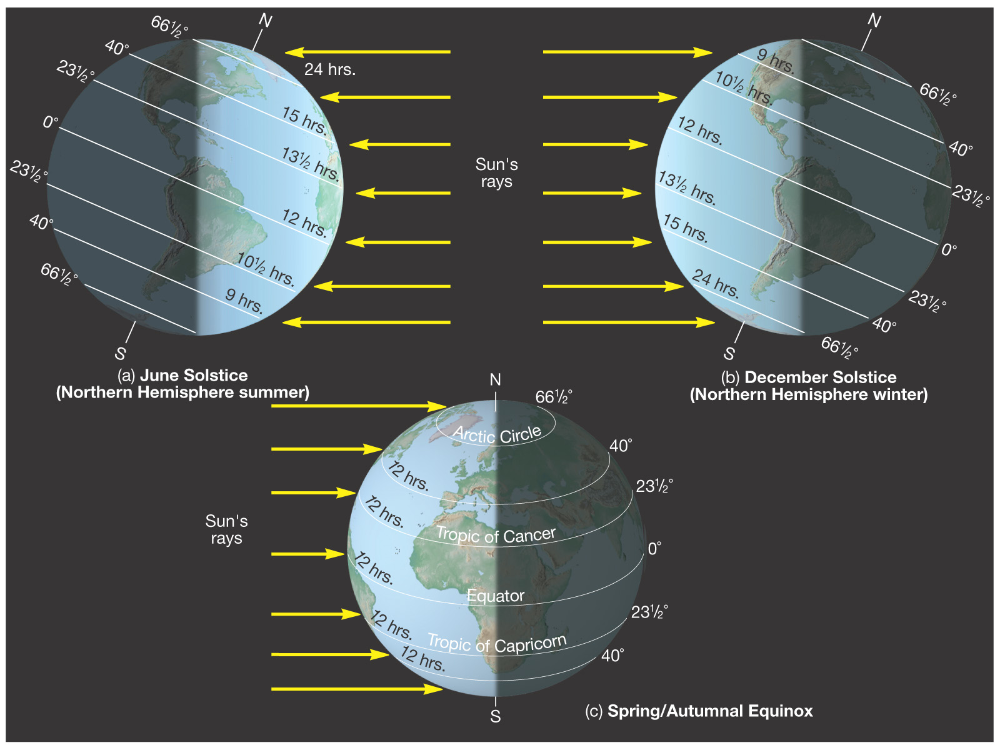 N
66½°
40°
23½°
0°
23½°
40°
66½°
S
24 hrs.
15 hrs.
13½ hrs.
12 hrs.
10½ hrs.
9 hrs.
(a) June Solstice
(Northern Hemisphere summer)
Sun's
rays
N
9 hrs.
10½ hrs.
12 hrs.
13½ hrs.
15 hrs.
24 hrs.
66½°
40°
23½°
0°
23½°
40°
66½°
S
(b) December Solstice
(Northern Hemisphere winter)
N
66½°
Arctic Circle
40°
12 hrs.
23½°
12 hrs.
Tropic of Cancer
Sun's
rays
0°
12 hrs.
Equator
23½°
12 hrs.
Tropic of Capricorn
12 hrs.
40°
S
(c) Spring/Autumnal Equinox